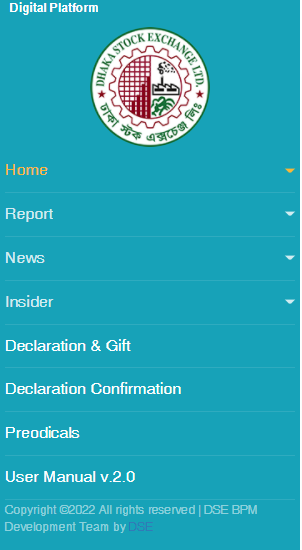 Digital Platform
DHAKA STOCK EXCHANGE LTD.
ঢাকা স্টক এক্সচেঞ্জ লিঃ
Home
Report
News
Insider
Declaration & Gift
Declaration Confirmation
Preodicals
User Manual v.2.0
Copyright ©2022 All rights reserved | DSE BPM
Development Team by DSE